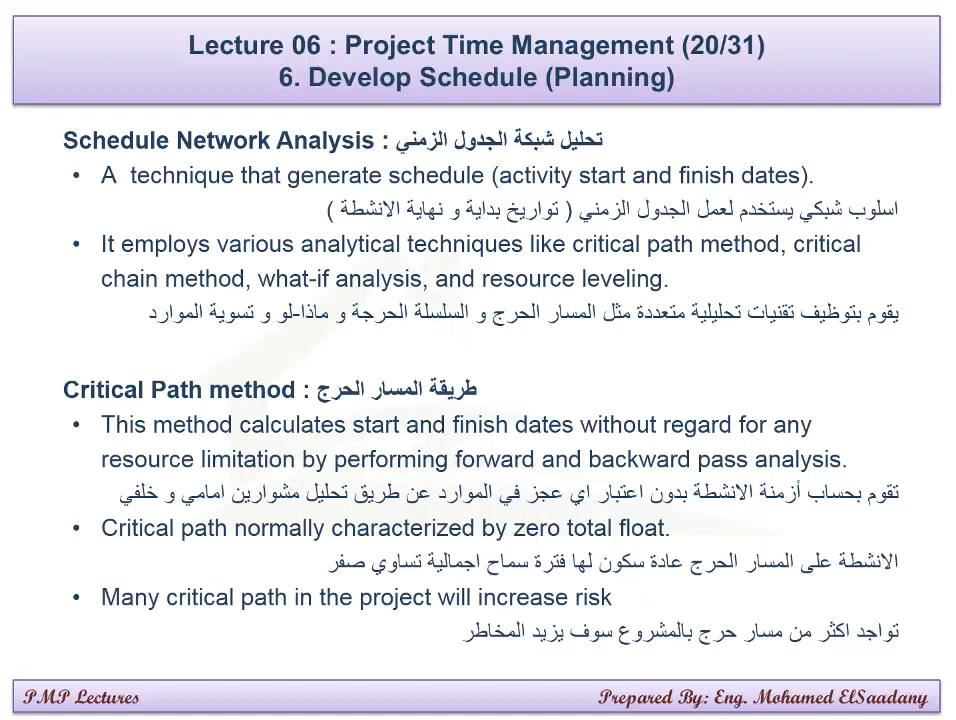 Lecture 06 : Project Time Management (20/31)
6. Develop Schedule (Planning)
Schedule Network Analysis : تحليل شبكة الجدول الزمني
• A technique that generate schedule (activity start and finish dates).
اسلوب شبكي يستخدم لعمل الجدول الزمني ( تواريخ بداية و نهاية الانشطة )
• It employs various analytical techniques like critical path method, critical
chain method, what-if analysis, and resource leveling.
يقوم بتوظيف تقنيات تحليلية متعددة مثل المسار الحرج و السلسلة الحرجة و ماذا-لو و تسوية الموارد
Critical Path method : طريقة المسار الحرج
• This method calculates start and finish dates without regard for any
resource limitation by performing forward and backward pass analysis.
تقوم بحساب أزمنة الانشطة بدون اعتبار اي عجز في الموارد عن طريق تحليل مشوارين امامي و خلفي
• Critical path normally characterized by zero total float.
الانشطة على المسار الحرج عادة سكون لها فترة سماح اجمالية تساوي صفر
• Many critical path in the project will increase risk
تواجد اكثر من مسار حرج بالمشروع سوف يزيد المخاطر
PMP Lectures
Prepared By: Eng. Mohamed ElSaadany